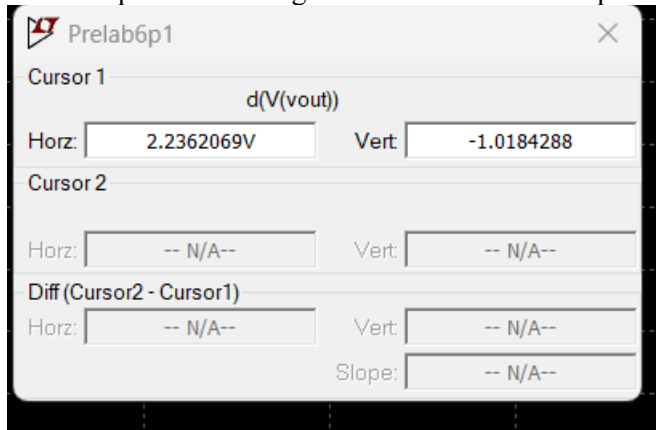 Prelab6p1
Cursor 1
d(V(vout))
Horz: 2.2362069V Vert: -1.0184288
Cursor 2
Horz: -- N/A-- Vert: -- N/A--
Diff (Cursor2 - Cursor1)
Horz: -- N/A-- Vert: -- N/A--
Slope: -- N/A--